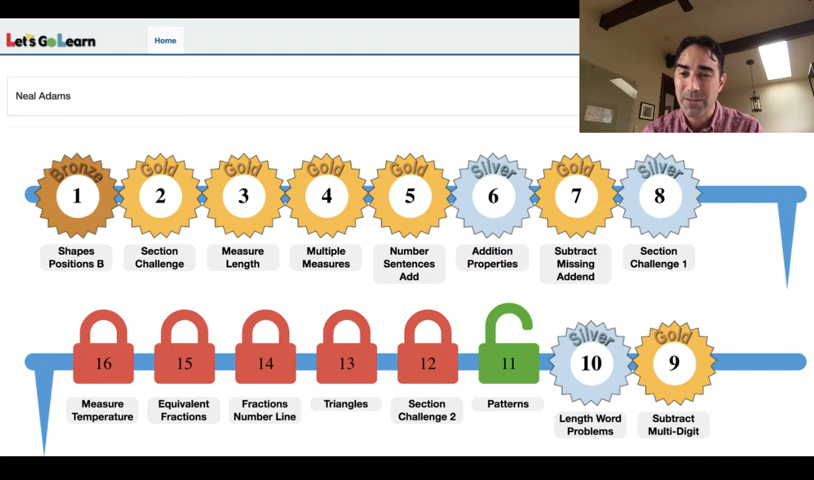 Let's Go Learn
Home
Neal Adams
Bronze
Gold
Gold
Gold
Gold
Silver
Gold
Silver
1
2
3
4
5
6
7
8
Shapes
Positions B
Section
Challenge
Measure
Length
Multiple
Measures
Number
Sentences
Add
Addition
Properties
Subtract
Missing
Addend
Section
Challenge 1
Silver
Gold
16
15
14
13
12
11
10
9
Measure
Temperature
Equivalent
Fractions
Fractions
Number Line
Triangles
Section
Challenge 2
Patterns
Length Word
Problems
Subtract
Multi-Digit